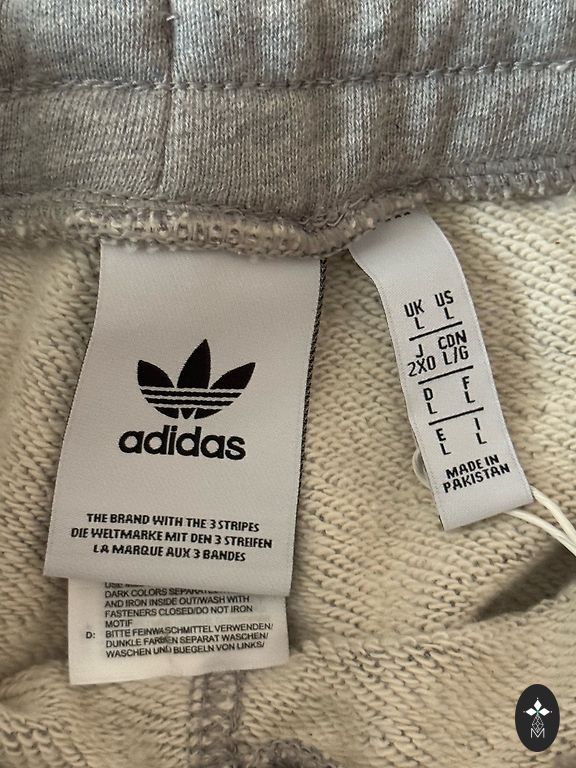 adidas
THE BRAND WITH THE 3 STRIPES
DIE WELTMARKE MIT DEN 3 STREIFEN
LA MARQUE AUX 3 BANDES
DARK COLORS SEPARATEL
AND IRON INSIDE OUT/WASH WITH
FASTENERS CLOSED/DO NOT IRON
MOTIF
D: BITTE FEINWASCHMITTEL VERWENDEN/
DUNKLE FARBEN SEPARAT WASCHEN/
WASCHEN UND BUEGELN VON LINKS/
UK US
L L
J CDN
2XO L/G
D F
L L
E I
L L
MADE IN
PAKISTAN
M